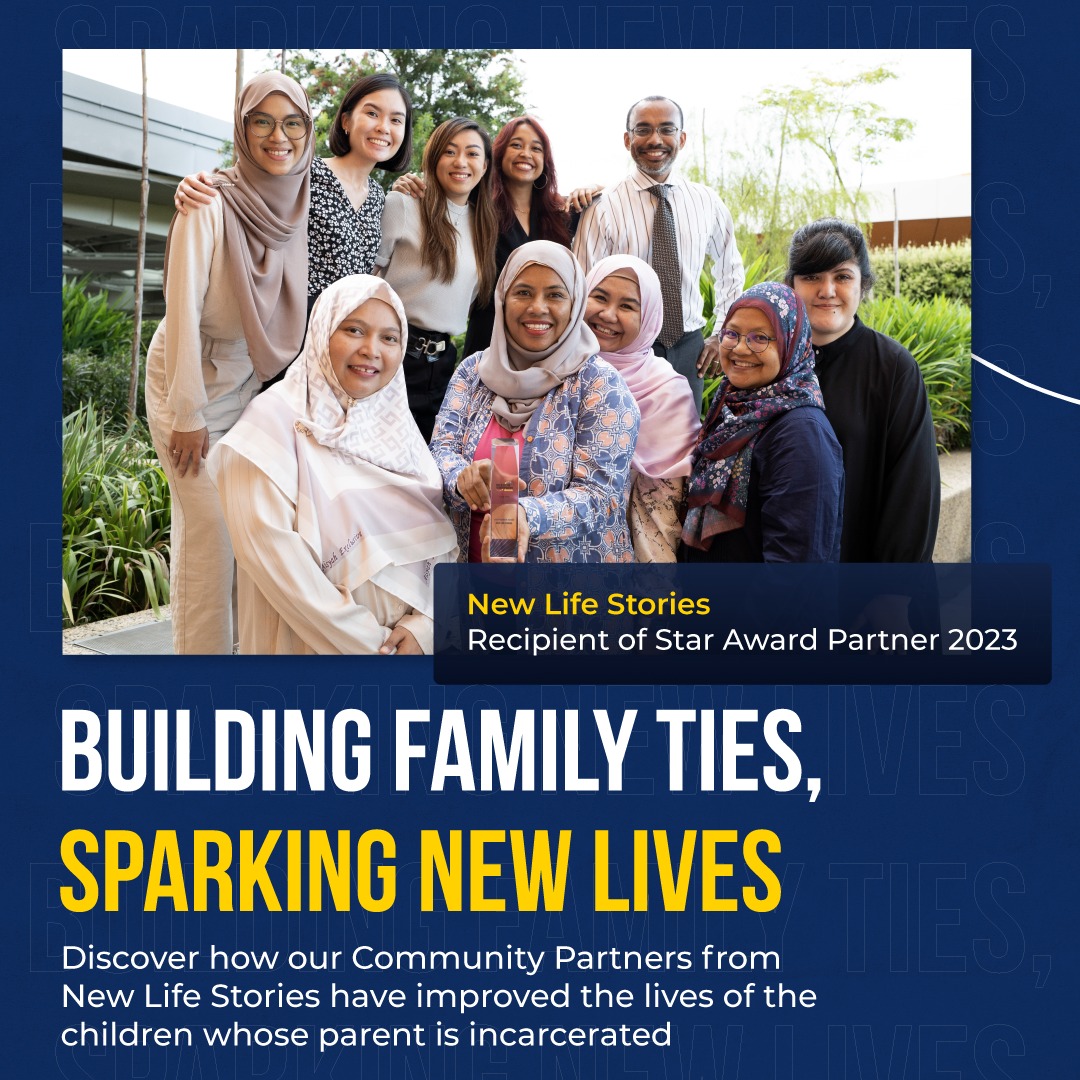 New Life Stories
Recipient of Star Award Partner 2023
BUILDING FAMILY TIES,
SPARKING NEW LIVES
Discover how our Community Partners from
New Life Stories have improved the lives of the
children whose parent is incarcerated